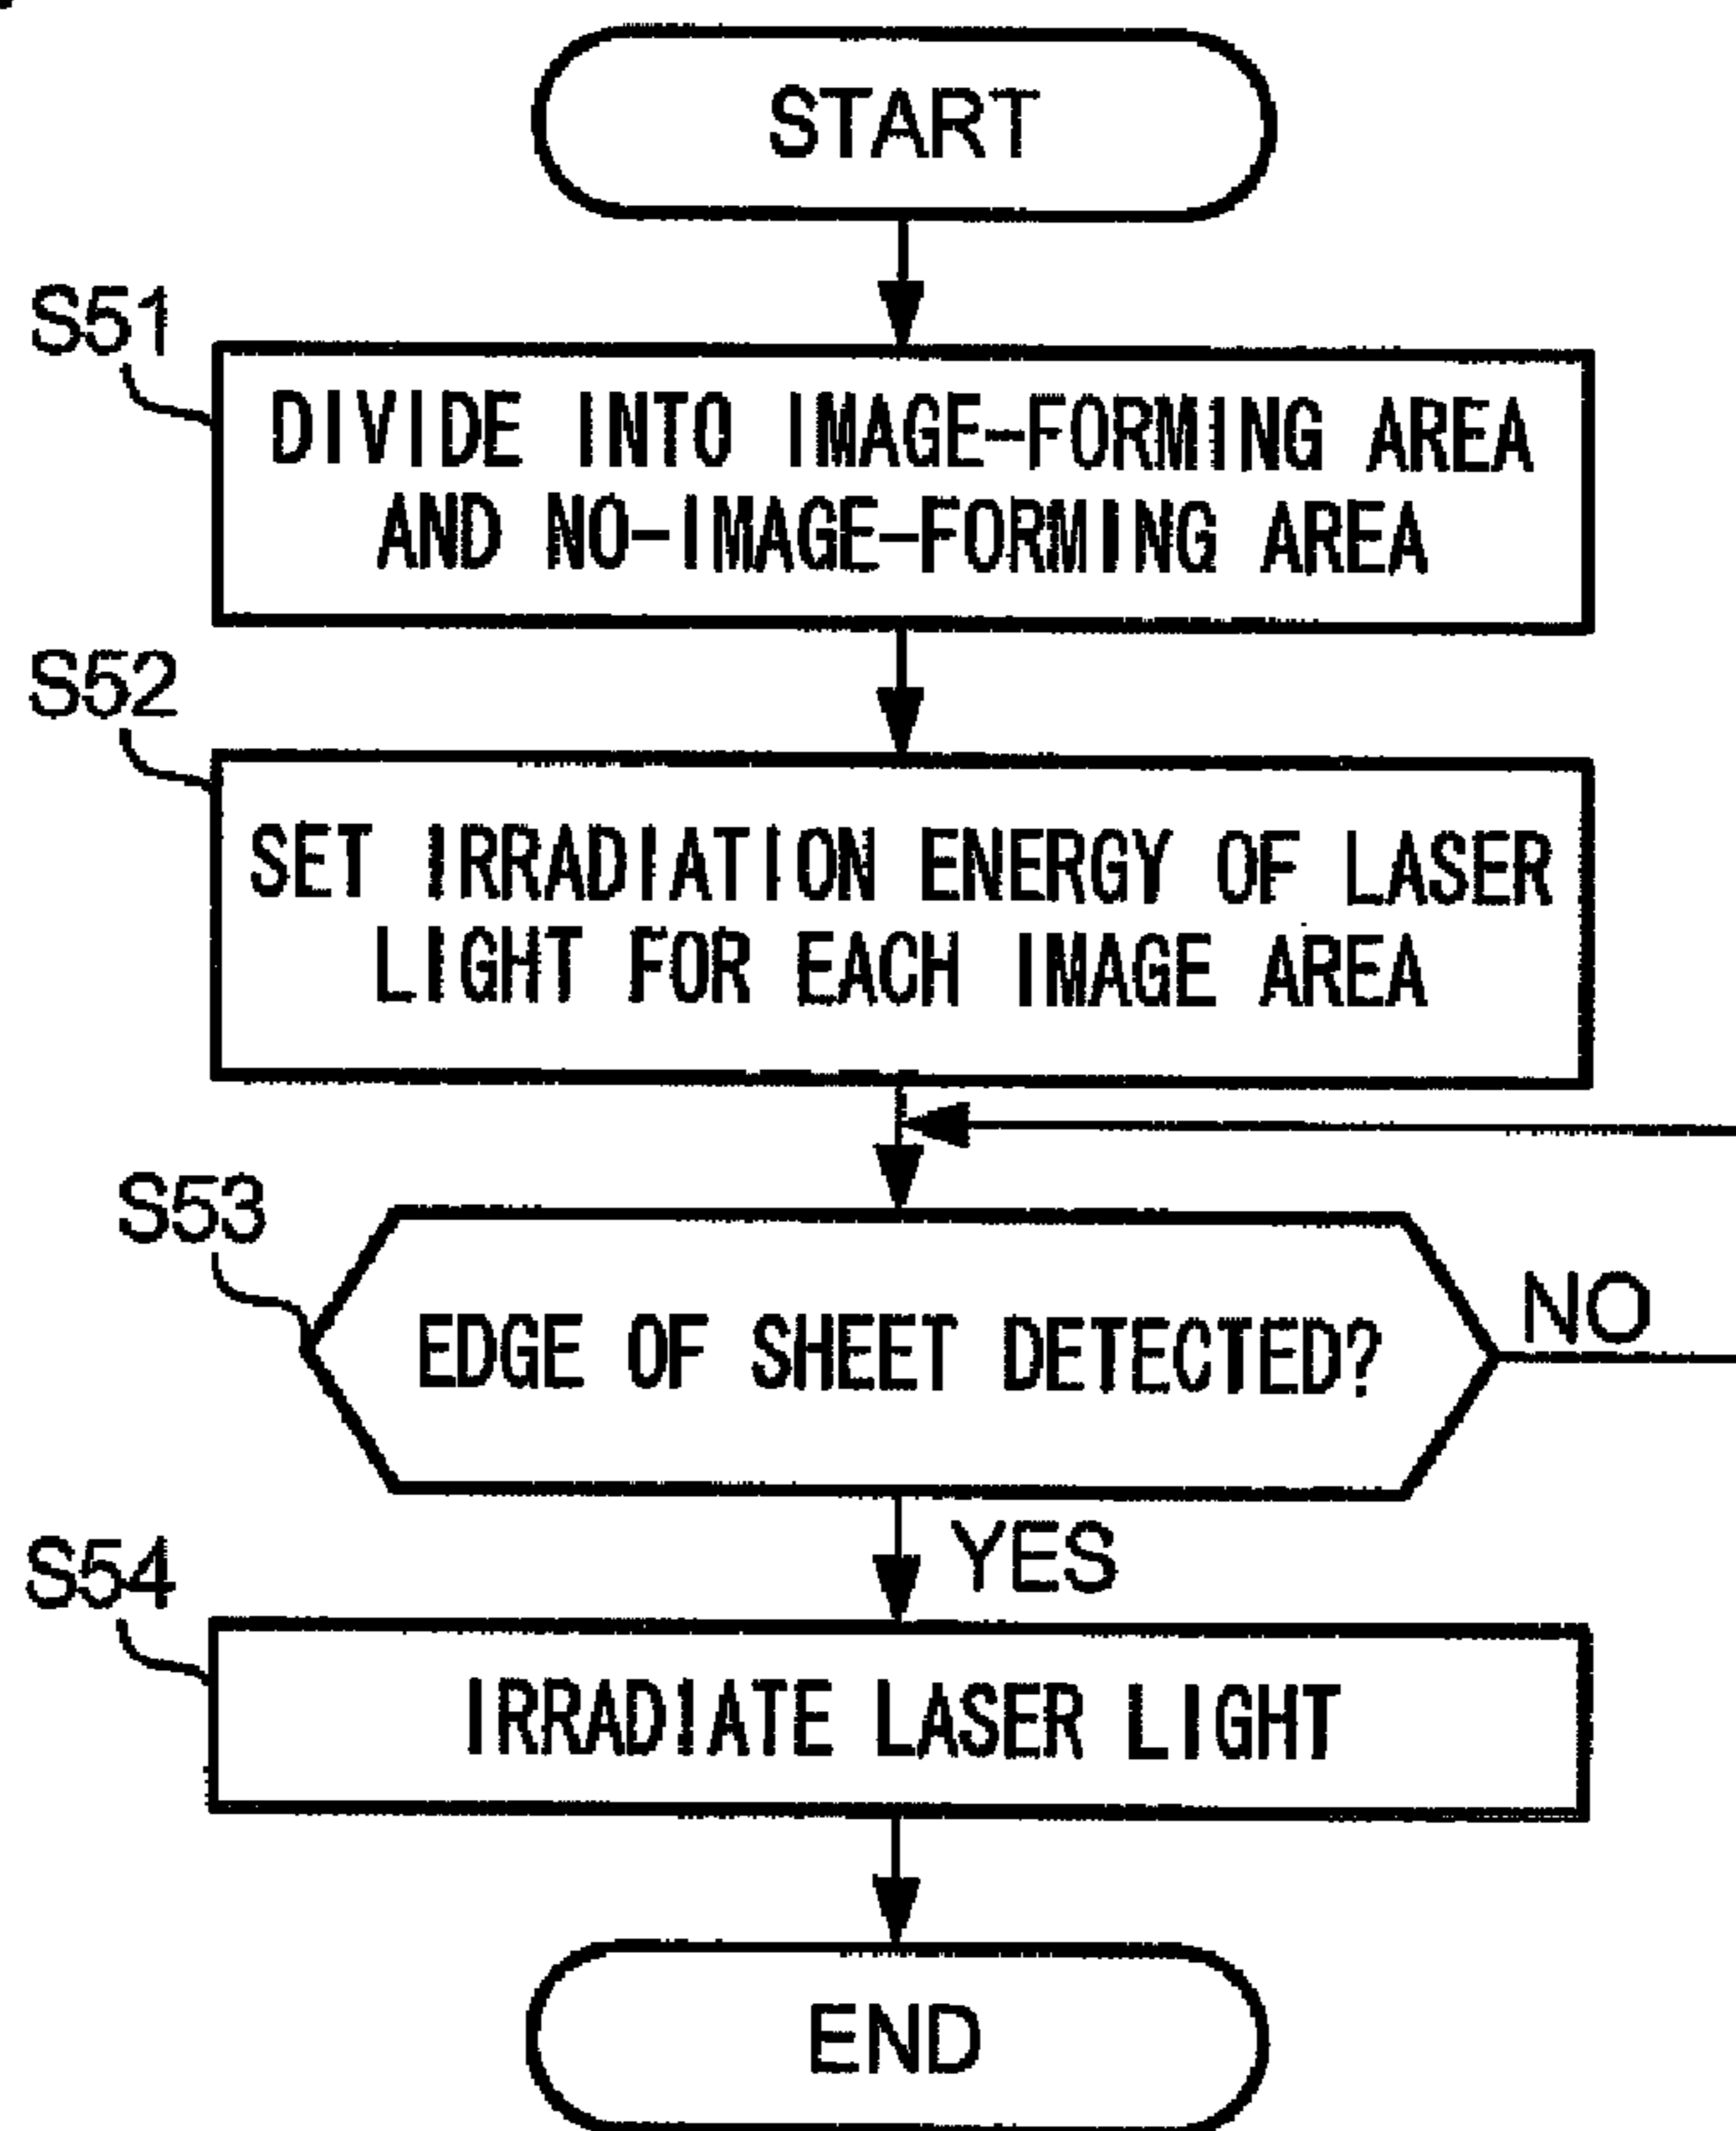 START
S51
DIVIDE INTO IMAGE-FORMING AREA
AND NO-IMAGE-FORMING AREA
S52
SET IRRADIATION ENERGY OF LASER
LIGHT FOR EACH IMAGE AREA
S53
EDGE OF SHEET DETECTED?
NO
YES
S54
IRRADIATE LASER LIGHT
END